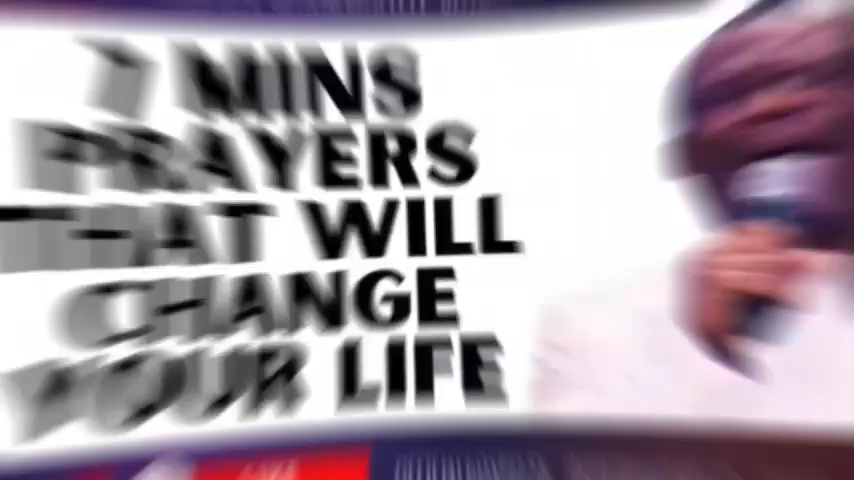 7 MINS
PRAYERS
THAT WILL
CHANGE
YOUR LIFE